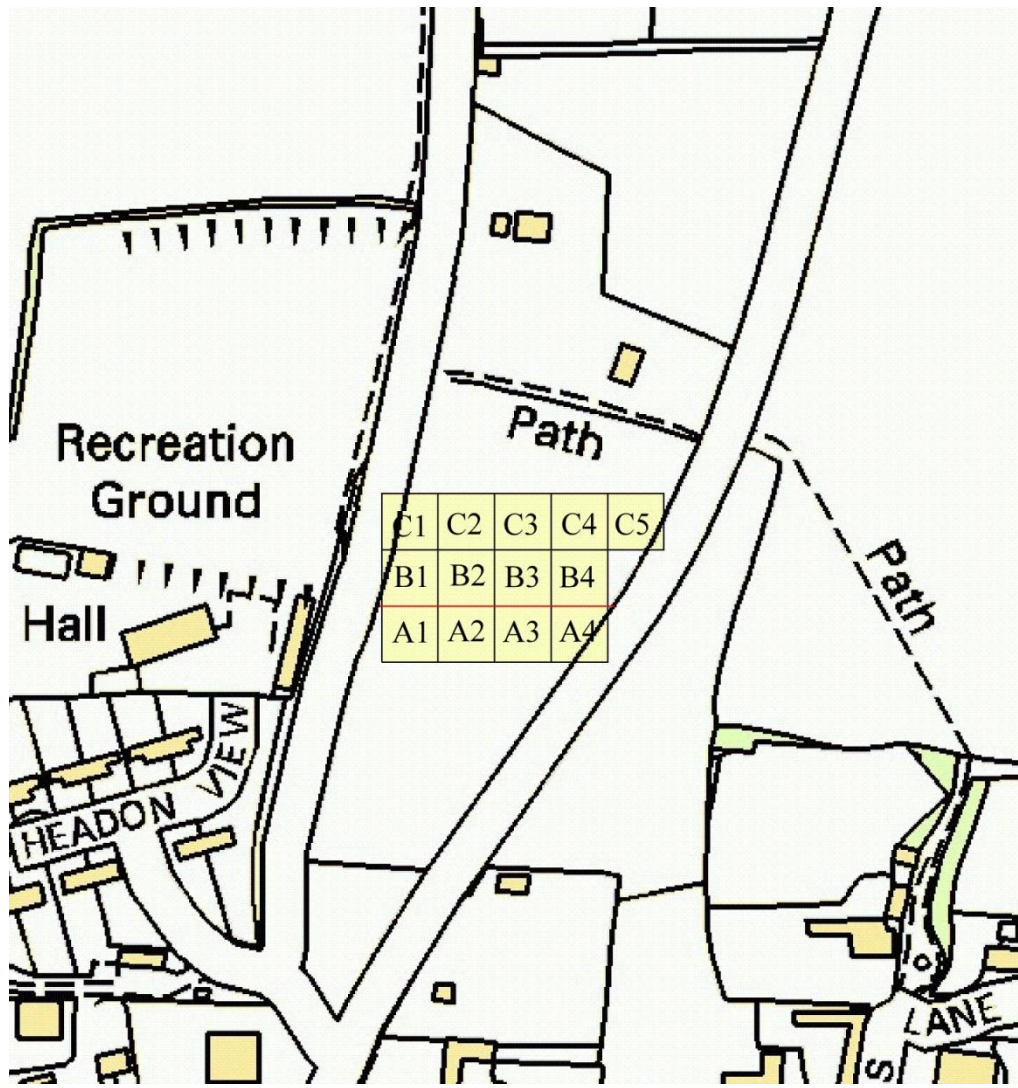 Path
Recreation
Ground
C1 C2 C3 C4 C5
B1 B2 B3 B4
A1 A2 A3 A4
Path
Hall
HEADON VIEW
LANE
S